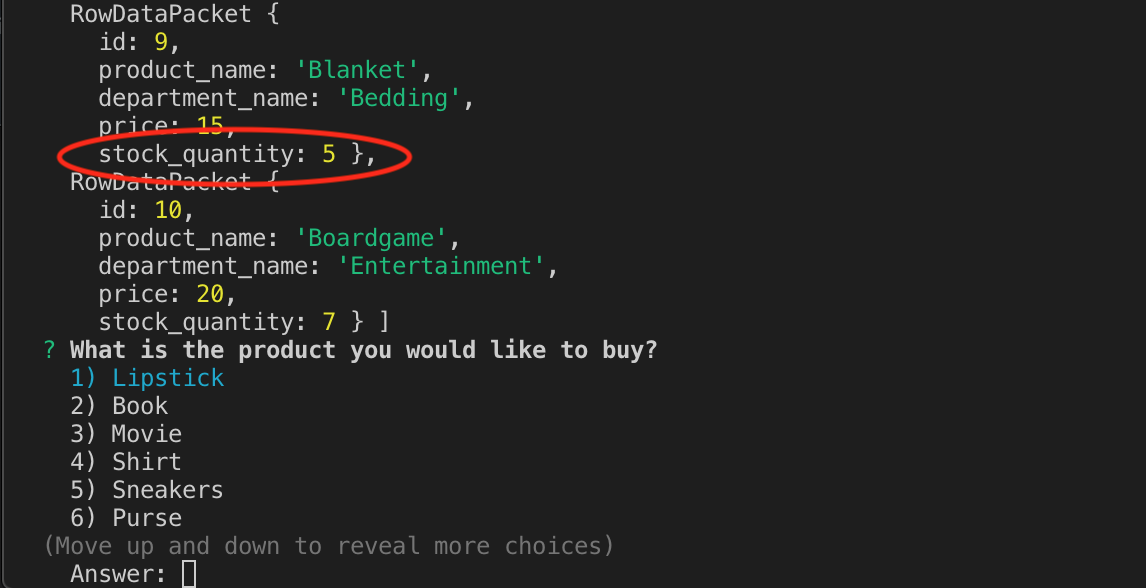 RowDataPacket {
id: 9,
product_name: 'Blanket',
department_name: 'Bedding',
price: 15,
stock_quantity: 5 },
RowDataPacket {
id: 10,
product_name: 'Boardgame',
department_name: 'Entertainment',
price: 20,
stock_quantity: 7 } ]
? What is the product you would like to buy?
1) Lipstick
2) Book
3) Movie
4) Shirt
5) Sneakers
6) Purse
(Move up and down to reveal more choices)
Answer: